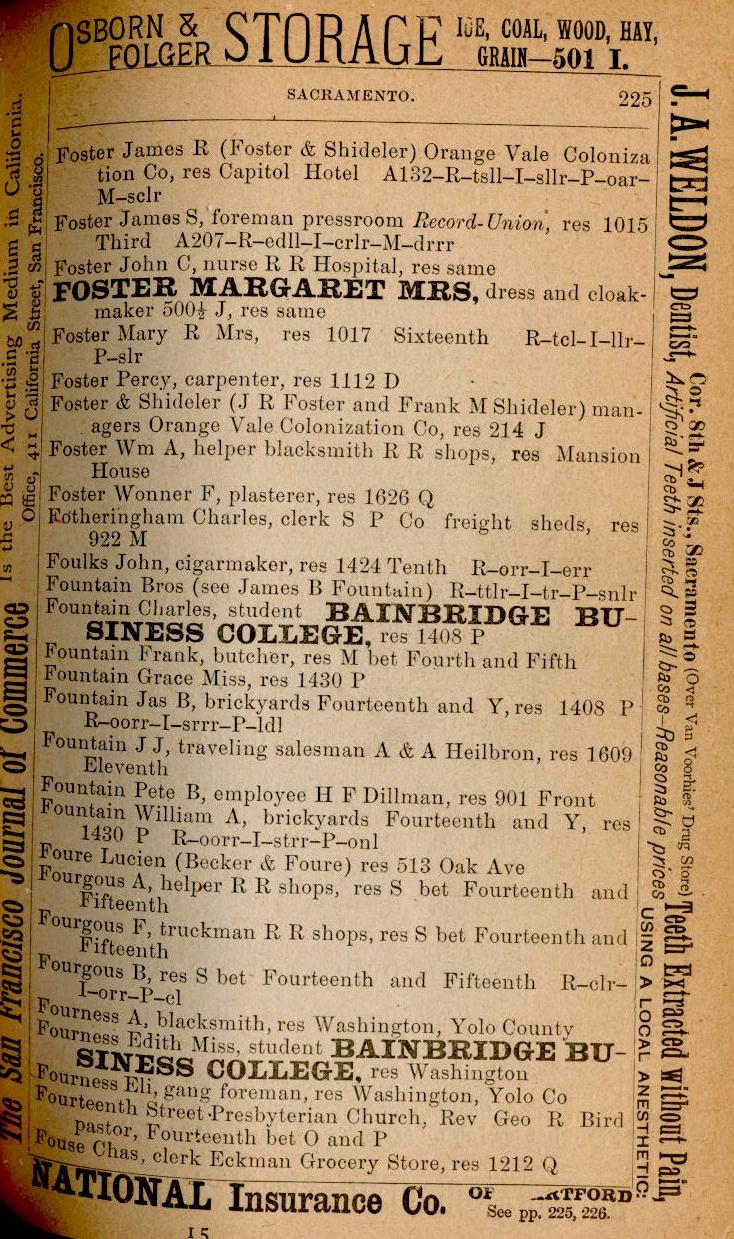 OSBORN & FOLGER STORAGE ICE, COAL, WOOD, HAY, GRAIN—501 I.
SACRAMENTO. 225
Foster James R (Foster & Shideler) Orange Vale Coloniza
tion Co, res Capitol Hotel A132–R–tsll–I–sllr–P–oar–
M–sclr
Foster James S, foreman pressroom Record-Union, res 1015
Third A207–R–edll–I–crlr–M–drrr
Foster John C, nurse R R Hospital, res same
FOSTER MARGARET MRS, dress and cloak-
maker 500½ J, res same
Foster Mary R Mrs, res 1017 Sixteenth R–tcl–I–llr–
P–slr
Foster Percy, carpenter, res 1112 D
Foster & Shideler (J R Foster and Frank M Shideler) man-
agers Orange Vale Colonization Co, res 214 J
Foster Wm A, helper blacksmith R R shops, res Mansion
House
Foster Wonner F, plasterer, res 1626 Q
Fotheringham Charles, clerk S P Co freight sheds, res
922 M
Foulks John, cigarmaker, res 1424 Tenth R–orr–I–err
Fountain Bros (see James B Fountain) R–ttlr–I–tr–P–snlr
Fountain Charles, student BAINBRIDGE BU-
SINESS COLLEGE, res 1408 P
Fountain Frank, butcher, res M bet Fourth and Fifth
Fountain Grace Miss, res 1430 P
Fountain Jas B, brickyards Fourteenth and Y, res 1408 P
R–oorr–I–srrr–P–ldl
Fountain J J, traveling salesman A & A Heilbron, res 1609
Eleventh
Fountain Pete B, employee H F Dillman, res 901 Front
Fountain William A, brickyards Fourteenth and Y, res
1430 P R–oorr–I–strr–P–onl
Foure Lucien (Becker & Foure) res 513 Oak Ave
Fourgous A, helper R R shops, res S bet Fourteenth and
Fifteenth
Fourgous F, truckman R R shops, res S bet Fourteenth and
Fifteenth
Fourgous B, res S bet Fourteenth and Fifteenth R–clr–
I–orr–P–cl
Fourness A, blacksmith, res Washington, Yolo County
Fourness Edith Miss, student BAINBRIDGE BU-
SINESS COLLEGE, res Washington
Fourness Eli, gang foreman, res Washington, Yolo Co
Fourteenth Street Presbyterian Church, Rev Geo R Bird
pastor, Fourteenth bet O and P
Fouse Chas, clerk Eckman Grocery Store, res 1212 Q
NATIONAL Insurance Co. OF
See pp. 225, 226.
15
The San Francisco Journal of Commerce Is the Best Advertising Medium in California.
Office, 411 California Street, San Francisco.
J. A. WELDON, Dentist, Cor. 8th & J Sts., Sacramento (Over Van Voorhies' Drug Store) Teeth Extracted Without Pain,
Artificial Teeth inserted on all bases—Reasonable prices USING A LOCAL ANESTHETIC